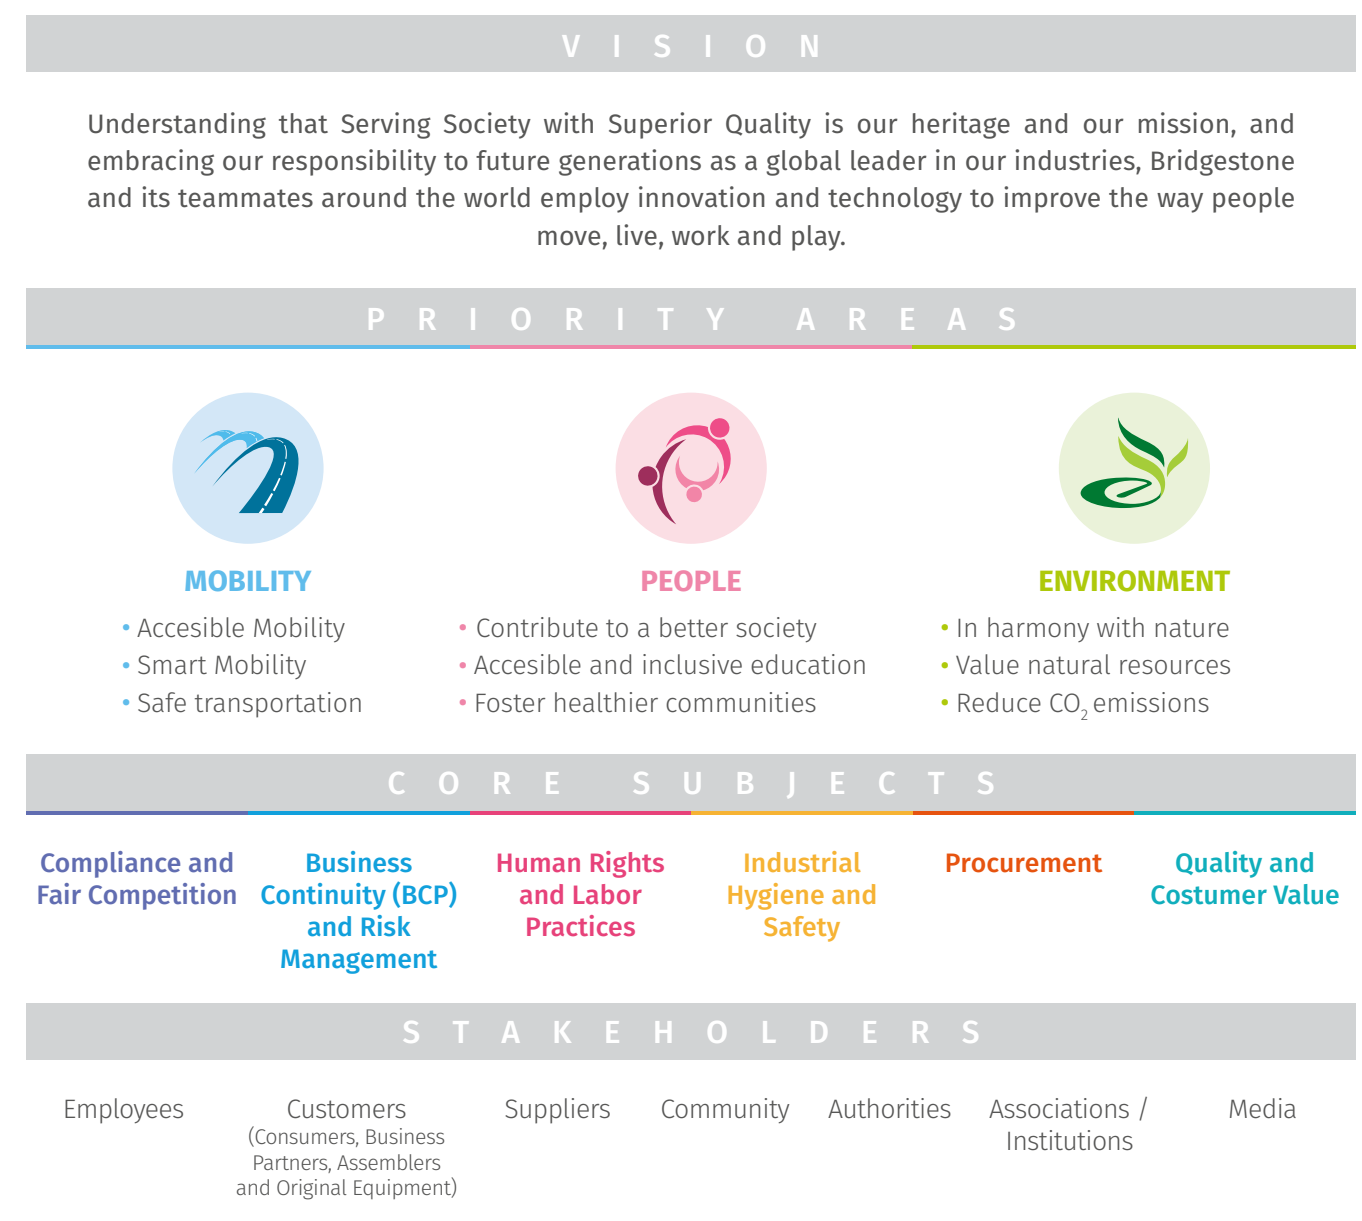 VISION
Understanding that Serving Society with Superior Quality is our heritage and our mission, and
embracing our responsibility to future generations as a global leader in our industries, Bridgestone
and its teammates around the world employ innovation and technology to improve the way people
move, live, work and play.
PRIORITY AREAS
MOBILITY
• Accesible Mobility
• Smart Mobility
• Safe transportation
PEOPLE
• Contribute to a better society
• Accesible and inclusive education
• Foster healthier communities
ENVIRONMENT
• In harmony with nature
• Value natural resources
• Reduce CO₂ emissions
CORE SUBJECTS
Compliance and
Fair Competition
Business
Continuity (BCP)
and Risk
Management
Human Rights
and Labor
Practices
Industrial
Hygiene and
Safety
Procurement
Quality and
Costumer Value
STAKEHOLDERS
Employees
Customers
(Consumers, Business
Partners, Assemblers
and Original Equipment)
Suppliers
Community
Authorities
Associations /
Institutions
Media